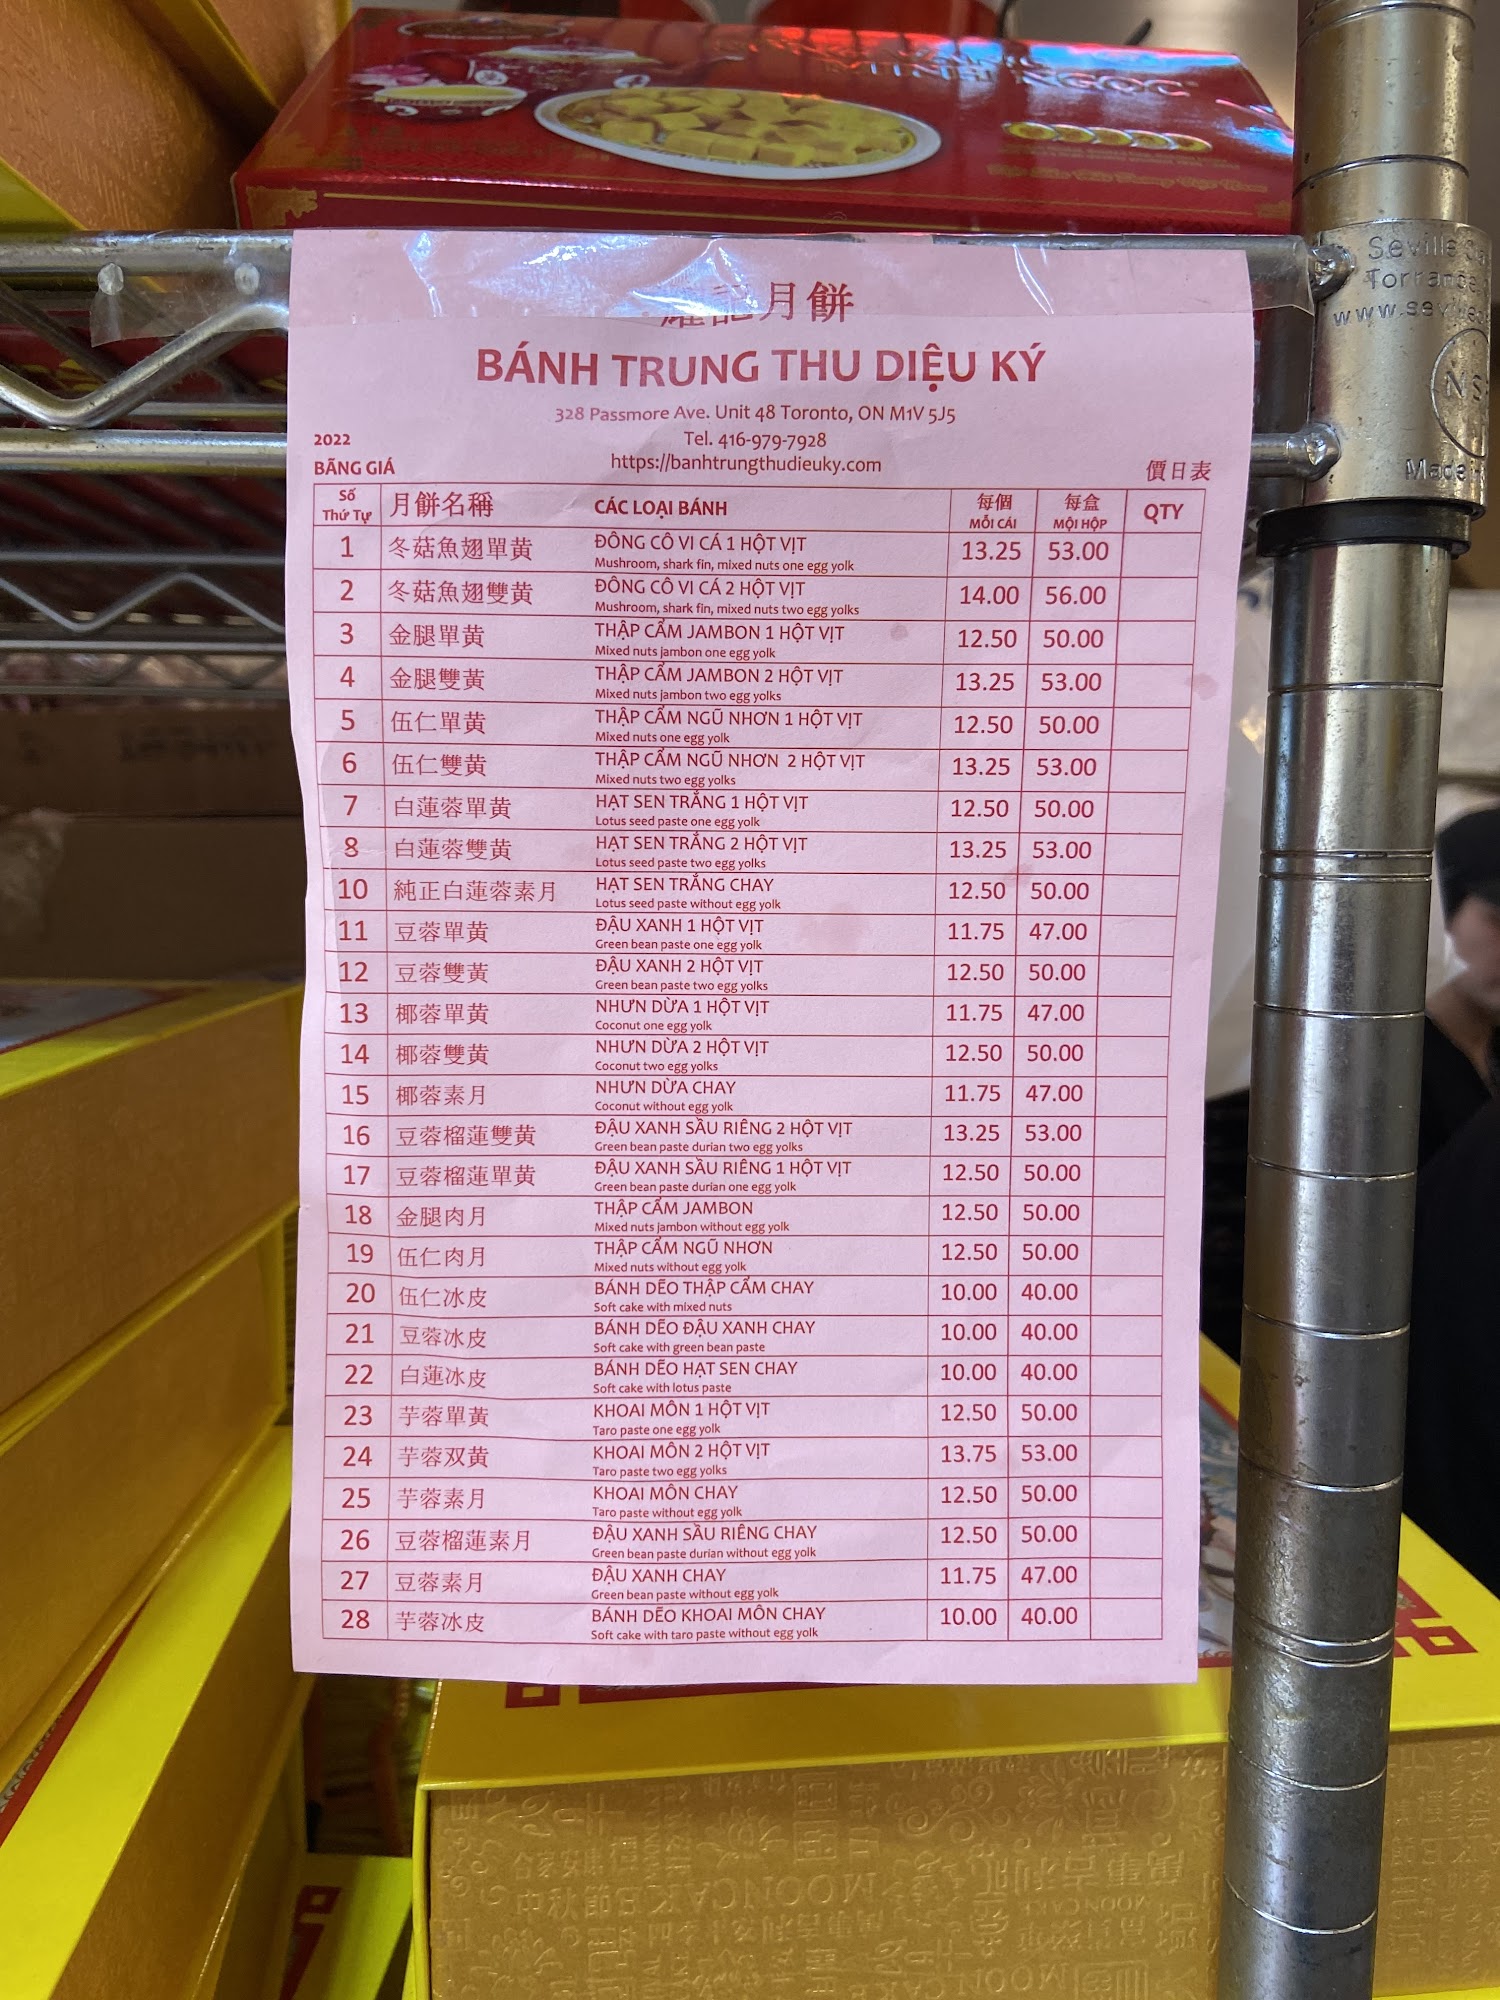 MINH NGỌC
Seville
Torrance
www.seville
NS
Made
月餅
BÁNH TRUNG THU DIỆU KÝ
328 Passmore Ave. Unit 48 Toronto, ON M1V 5J5
Tel. 416-979-7928
https://banhtrungthudieuky.com
2022
BÃNG GIÁ 價日表
Số Thứ Tự 月餅名稱 CÁC LOẠI BÁNH 每個 MỖI CÁI 每盒 MỘI HỘP QTY
1 冬菇魚翅單黄 ĐÔNG CÔ VI CÁ 1 HỘT VỊT 13.25 53.00
Mushroom, shark fin, mixed nuts one egg yolk
2 冬菇魚翅雙黄 ĐÔNG CÔ VI CÁ 2 HỘT VỊT 14.00 56.00
Mushroom, shark fin, mixed nuts two egg yolks
3 金腿單黄 THẬP CẨM JAMBON 1 HỘT VỊT 12.50 50.00
Mixed nuts jambon one egg yolk
4 金腿雙黃 THẬP CẨM JAMBON 2 HỘT VỊT 13.25 53.00
Mixed nuts jambon two egg yolks
5 伍仁單黄 THẬP CẨM NGŨ NHƠN 1 HỘT VỊT 12.50 50.00
Mixed nuts one egg yolk
6 伍仁雙黄 THẬP CẨM NGŨ NHƠN 2 HỘT VỊT 13.25 53.00
Mixed nuts two egg yolks
7 白蓮蓉單黄 HẠT SEN TRẮNG 1 HỘT VỊT 12.50 50.00
Lotus seed paste one egg yolk
8 白蓮蓉雙黄 HẠT SEN TRẮNG 2 HỘT VỊT 13.25 53.00
Lotus seed paste two egg yolks
10 純正白蓮蓉素月 HẠT SEN TRẮNG CHAY 12.50 50.00
Lotus seed paste without egg yolk
11 豆蓉單黄 ĐẬU XANH 1 HỘT VỊT 11.75 47.00
Green bean paste one egg yolk
12 豆蓉雙黃 ĐẬU XANH 2 HỘT VỊT 12.50 50.00
Green bean paste two egg yolks
13 椰蓉單黄 NHƯN DỪA 1 HỘT VỊT 11.75 47.00
Coconut one egg yolk
14 椰蓉雙黄 NHƯN DỪA 2 HỘT VỊT 12.50 50.00
Coconut two egg yolks
15 椰蓉素月 NHƯN DỪA CHAY 11.75 47.00
Coconut without egg yolk
16 豆蓉榴蓮雙黄 ĐẬU XANH SẦU RIÊNG 2 HỘT VỊT 13.25 53.00
Green bean paste durian two egg yolks
17 豆蓉榴蓮單黄 ĐẬU XANH SẦU RIÊNG 1 HỘT VỊT 12.50 50.00
Green bean paste durian one egg yolk
18 金腿肉月 THẬP CẨM JAMBON 12.50 50.00
Mixed nuts jambon without egg yolk
19 伍仁肉月 THẬP CẨM NGŨ NHƠN 12.50 50.00
Mixed nuts without egg yolk
20 伍仁冰皮 BÁNH DẼO THẬP CẨM CHAY 10.00 40.00
Soft cake with mixed nuts
21 豆蓉冰皮 BÁNH DẼO ĐẬU XANH CHAY 10.00 40.00
Soft cake with green bean paste
22 白蓮冰皮 BÁNH DẼO HẠT SEN CHAY 10.00 40.00
Soft cake with lotus paste
23 芋蓉單黃 KHOAI MÔN 1 HỘT VỊT 12.50 50.00
Taro paste one egg yolk
24 芋蓉双黄 KHOAI MÔN 2 HỘT VỊT 13.75 53.00
Taro paste two egg yolks
25 芋蓉素月 KHOAI MÔN CHAY 12.50 50.00
Taro paste without egg yolk
26 豆蓉榴蓮素月 ĐẬU XANH SẦU RIÊNG CHAY 12.50 50.00
Green bean paste durian without egg yolk
27 豆蓉素月 ĐẬU XANH CHAY 11.75 47.00
Green bean paste without egg yolk
28 芋蓉冰皮 BÁNH DẼO KHOAI MÔN CHAY 10.00 40.00
Soft cake with taro paste without egg yolk
MOONCAKE